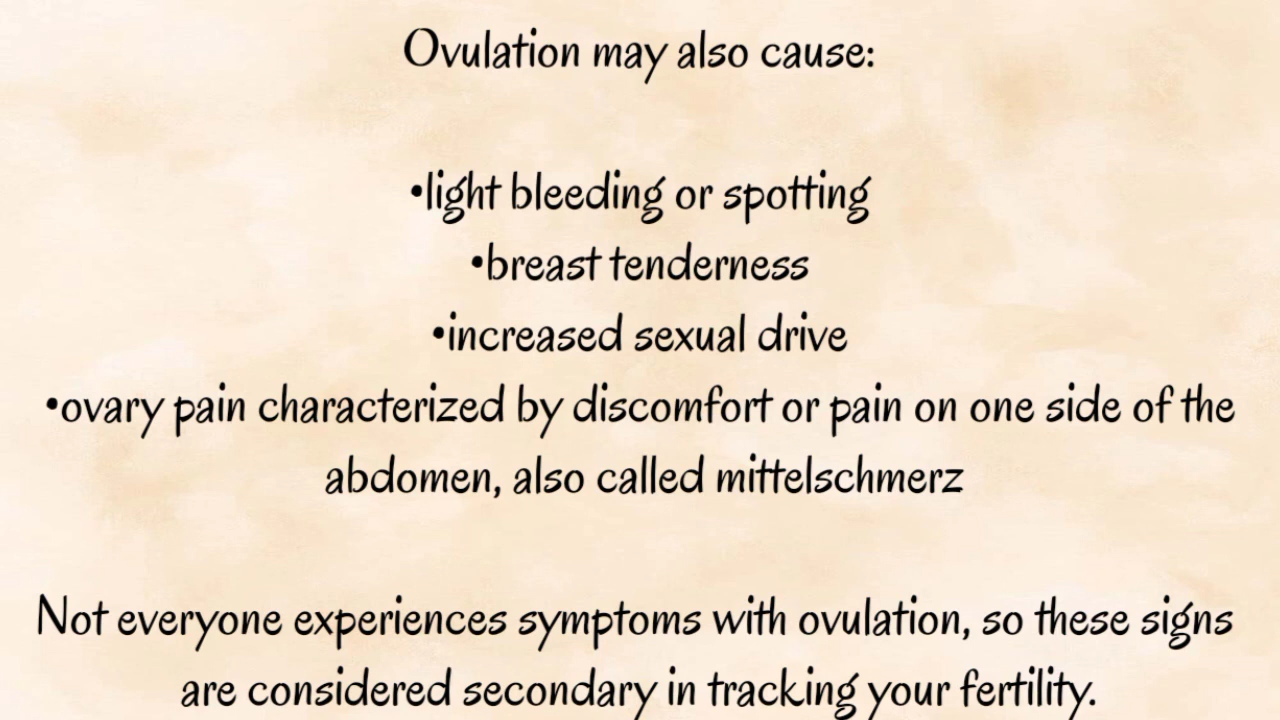 Ovulation may also cause:
•light bleeding or spotting
•breast tenderness
•increased sexual drive
•ovary pain characterized by discomfort or pain on one side of the
abdomen, also called mittelschmerz
Not everyone experiences symptoms with ovulation, so these signs
are considered secondary in tracking your fertility.